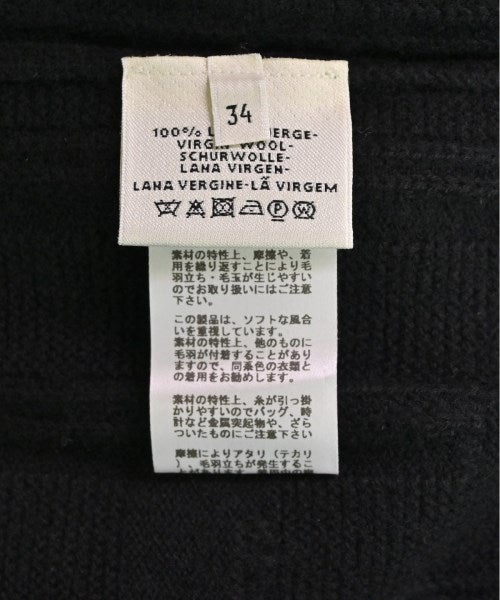 34
100% L ERGE-
VIRGIN WOOL-
SCHURWOLLE-
LANA VIRGEN-
LANA VERGINE-LÃ VIRGEM
素材の特性上、摩擦や、着
用を繰り返すことにより毛
羽立ち・毛玉が生じやすい
のでお取り扱いにはご注意
下さい。
この製品は、ソフトな風合
いを重視しています。
素材の特性上、他のものに
毛羽が付着することがあり
ますので、同系色の衣類と
の着用をお勧めします。
素材の特性上、糸が引っ掛
かりやすいのでバッグ、時
計など金属突起物や、ざら
ついたものにご注意下さい
摩擦によりアタリ（テカリ
）、毛羽立ちが発生するこ